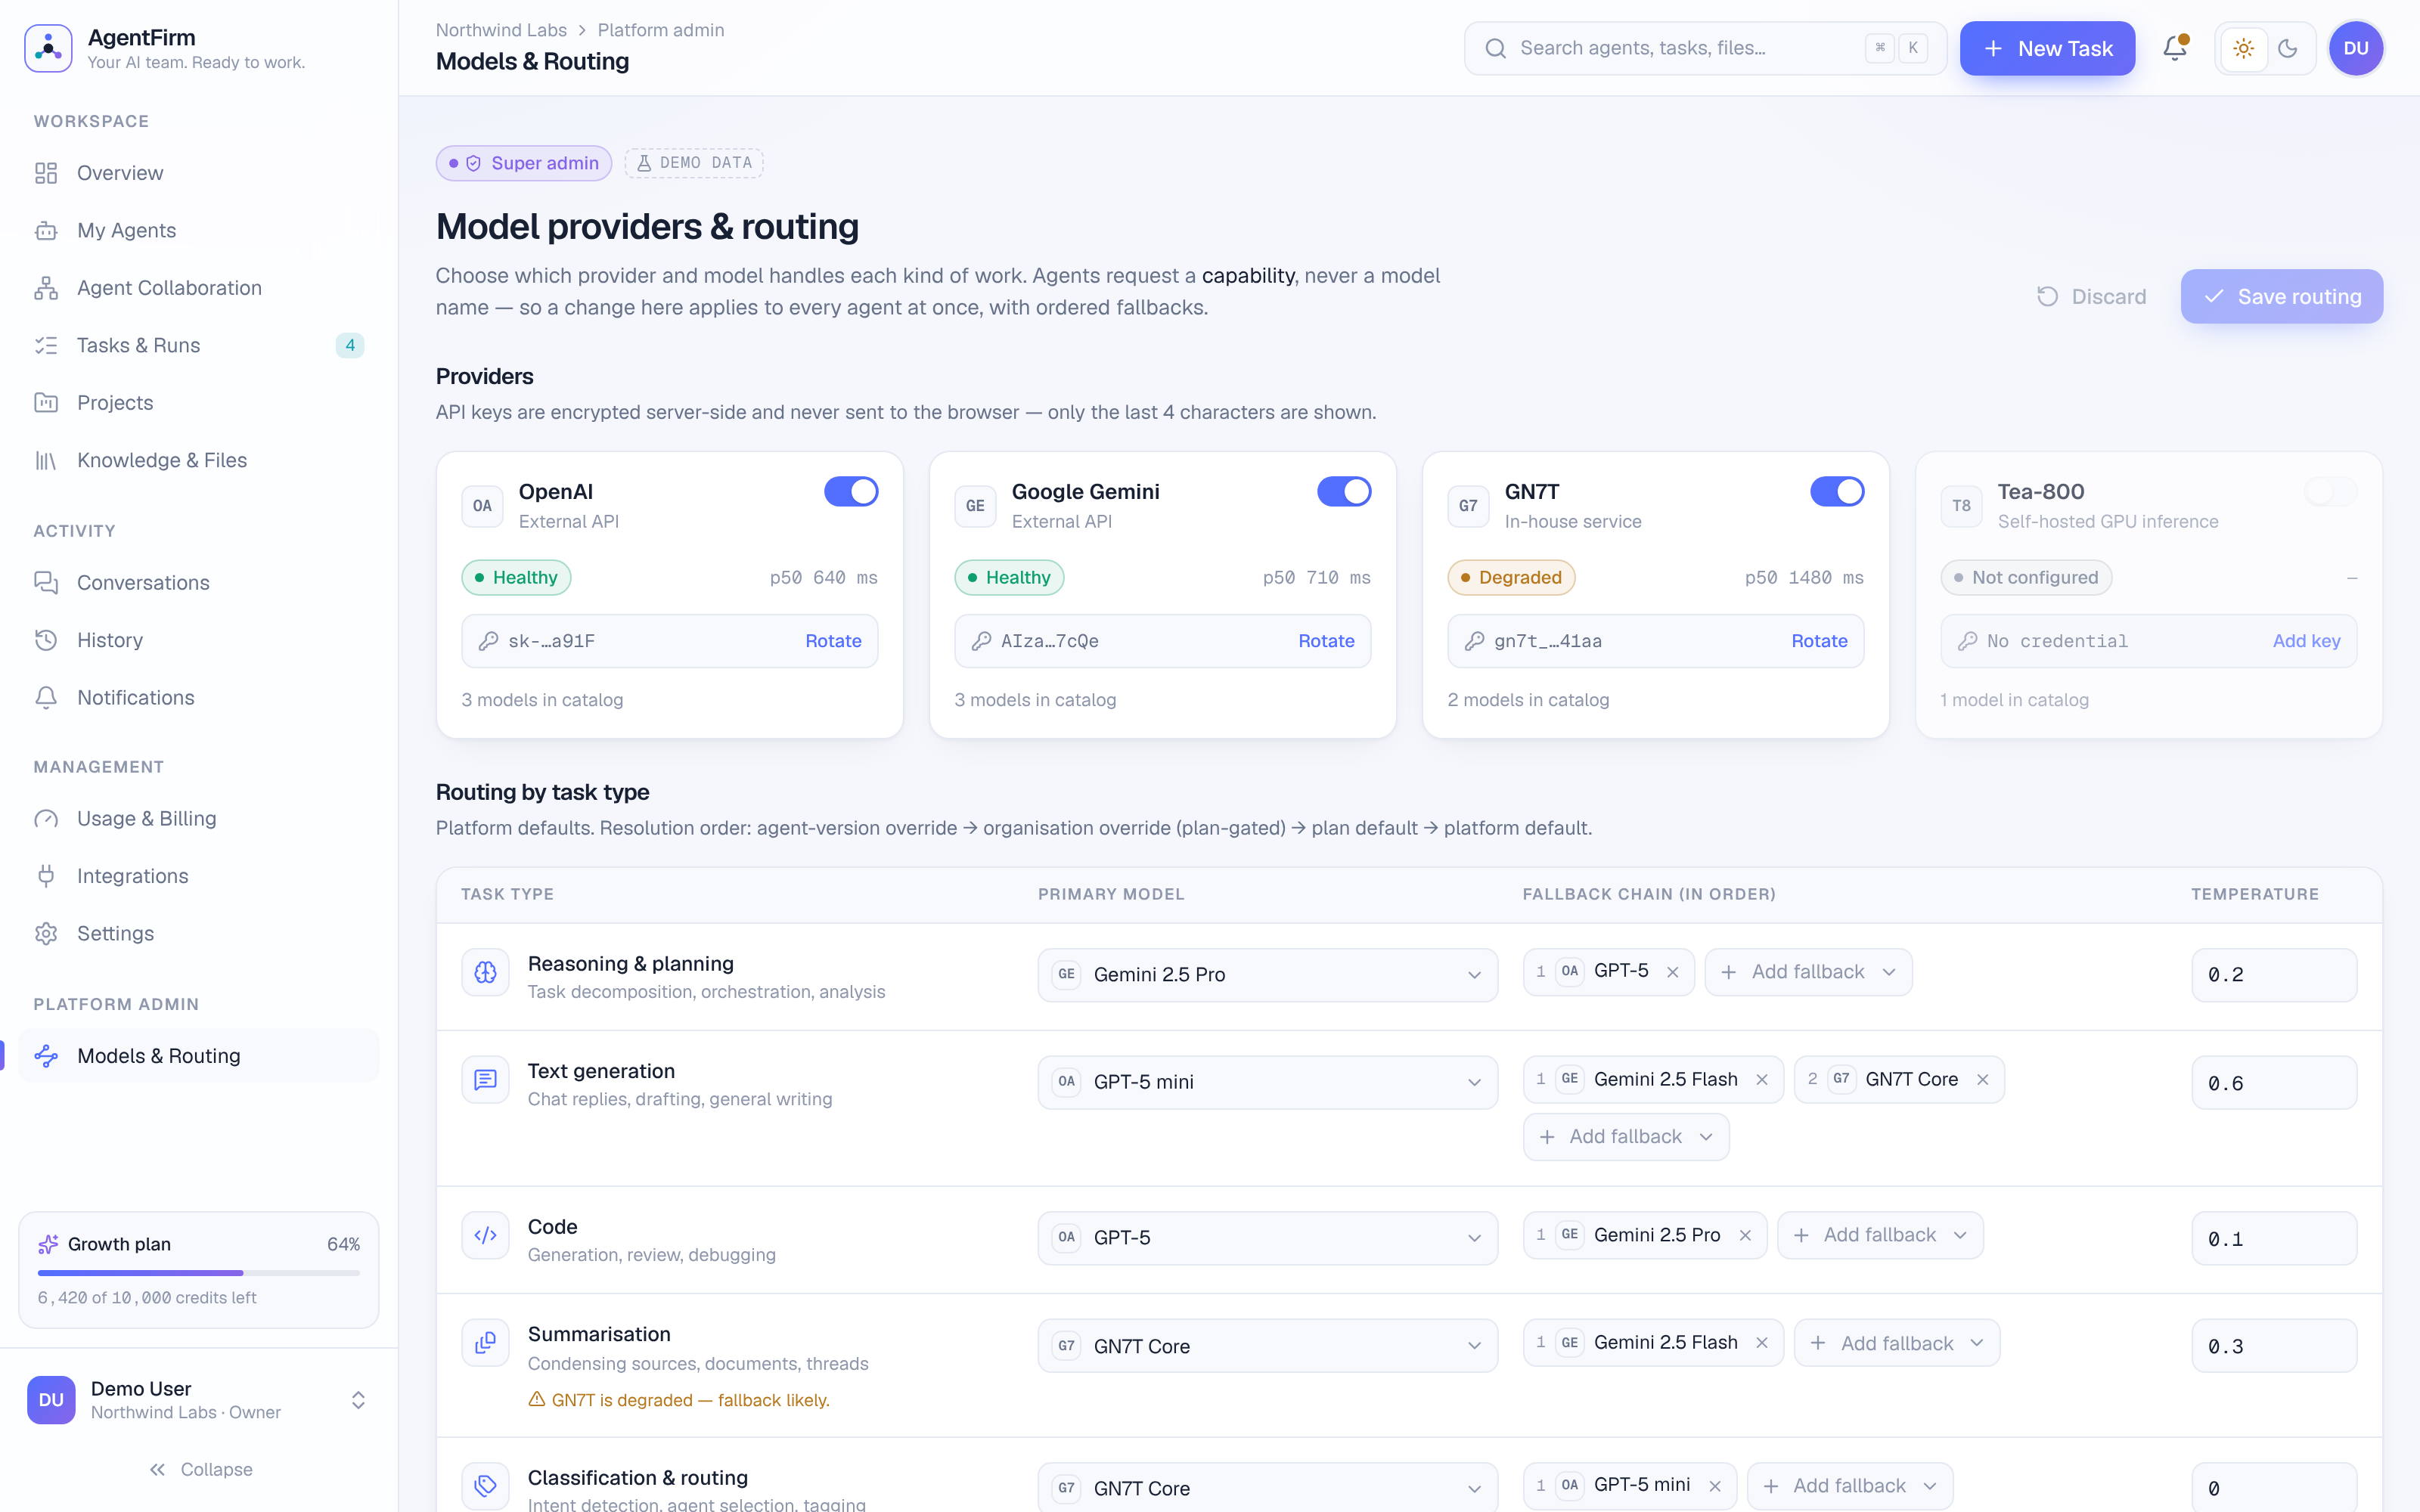 AgentFirm
Your AI team. Ready to work.
WORKSPACE
Overview
My Agents
Agent Collaboration
Tasks & Runs 4
Projects
Knowledge & Files
ACTIVITY
Conversations
History
Notifications
MANAGEMENT
Usage & Billing
Integrations
Settings
PLATFORM ADMIN
Models & Routing
Growth plan 64%
6,420 of 10,000 credits left
DU Demo User
Northwind Labs · Owner
Collapse
Northwind Labs > Platform admin
Models & Routing
Search agents, tasks, files… ⌘ K
New Task
DU
Super admin DEMO DATA
Model providers & routing
Choose which provider and model handles each kind of work. Agents request a capability, never a model
name — so a change here applies to every agent at once, with ordered fallbacks.
Discard Save routing
Providers
API keys are encrypted server-side and never sent to the browser — only the last 4 characters are shown.
OA OpenAI
External API
Healthy p50 640 ms
sk-…a91F Rotate
3 models in catalog
GE Google Gemini
External API
Healthy p50 710 ms
AIza…7cQe Rotate
3 models in catalog
G7 GN7T
In-house service
Degraded p50 1480 ms
gn7t_…41aa Rotate
2 models in catalog
T8 Tea-800
Self-hosted GPU inference
Not configured –
No credential Add key
1 model in catalog
Routing by task type
Platform defaults. Resolution order: agent-version override → organisation override (plan-gated) → plan default → platform default.
TASK TYPE PRIMARY MODEL FALLBACK CHAIN (IN ORDER) TEMPERATURE
Reasoning & planning
Task decomposition, orchestration, analysis
GE Gemini 2.5 Pro
1 OA GPT-5 × + Add fallback
0.2
Text generation
Chat replies, drafting, general writing
OA GPT-5 mini
1 GE Gemini 2.5 Flash × 2 G7 GN7T Core ×
+ Add fallback
0.6
Code
Generation, review, debugging
OA GPT-5
1 GE Gemini 2.5 Pro × + Add fallback
0.1
Summarisation
Condensing sources, documents, threads
GN7T is degraded — fallback likely.
G7 GN7T Core
1 GE Gemini 2.5 Flash × + Add fallback
0.3
Classification & routing
Intent detection, agent selection, tagging
G7 GN7T Core
1 OA GPT-5 mini × + Add fallback
0